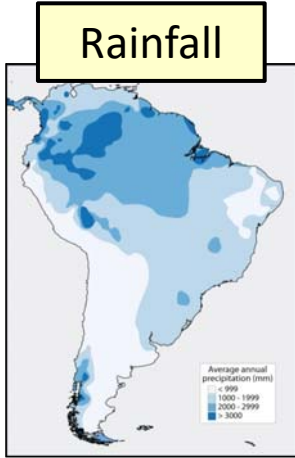 Rainfall
Average annual
precipitation (mm)
< 999
1000 - 1999
2000 - 2999
> 3000